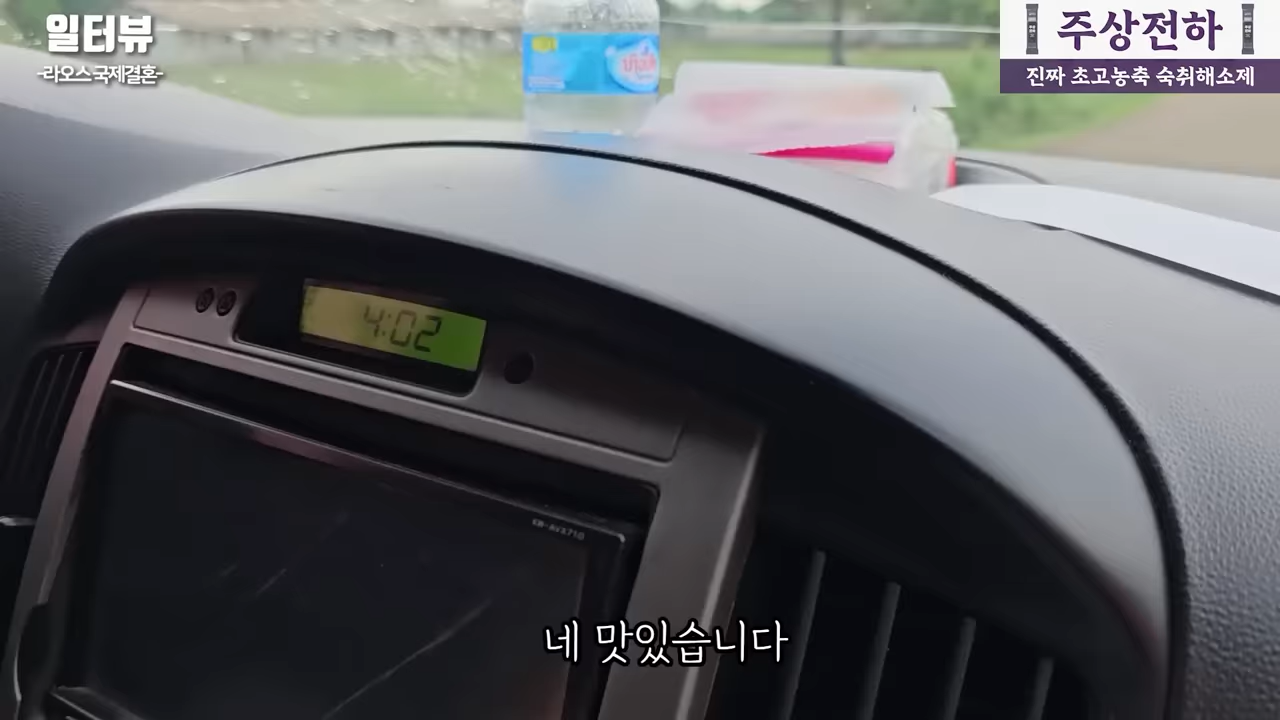 일터뷰
-라오스 국제결혼-
주상전하
진짜 초고농축 숙취해소제
4:02
네 맛있습니다